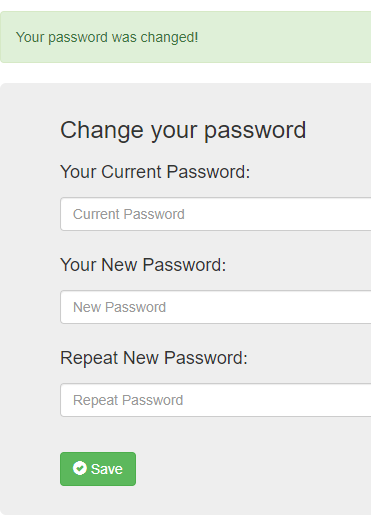 Your password was changed!
Change your password
Your Current Password:
Current Password
Your New Password:
New Password
Repeat New Password:
Repeat Password
Save